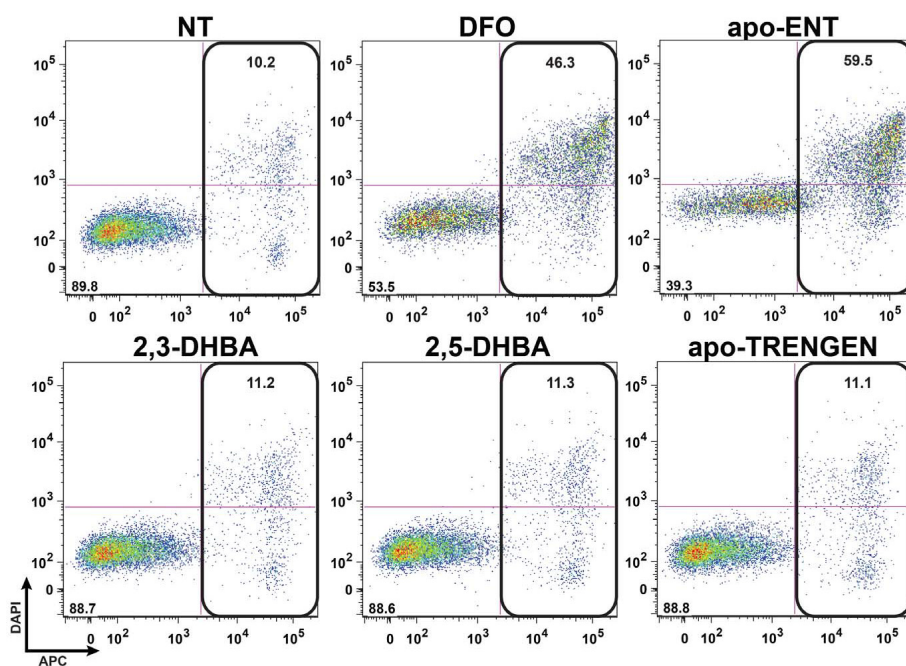 NT DFO apo-ENT
10⁵ 10.2 10⁵ 46.3 10⁵ 59.5
10⁴ 10⁴ 10⁴
10³ 10³ 10³
10² 10² 10²
0 0 0
89.8 53.5 39.3
0 10² 10³ 10⁴ 10⁵ 0 10² 10³ 10⁴ 10⁵ 0 10² 10³ 10⁴ 10⁵
2,3-DHBA 2,5-DHBA apo-TRENGEN
10⁵ 11.2 10⁵ 11.3 10⁵ 11.1
10⁴ 10⁴ 10⁴
10³ 10³ 10³
10² 10² 10²
0 0 0
88.7 88.6 88.8
0 10² 10³ 10⁴ 10⁵ 0 10² 10³ 10⁴ 10⁵ 0 10² 10³ 10⁴ 10⁵
DAPI
APC